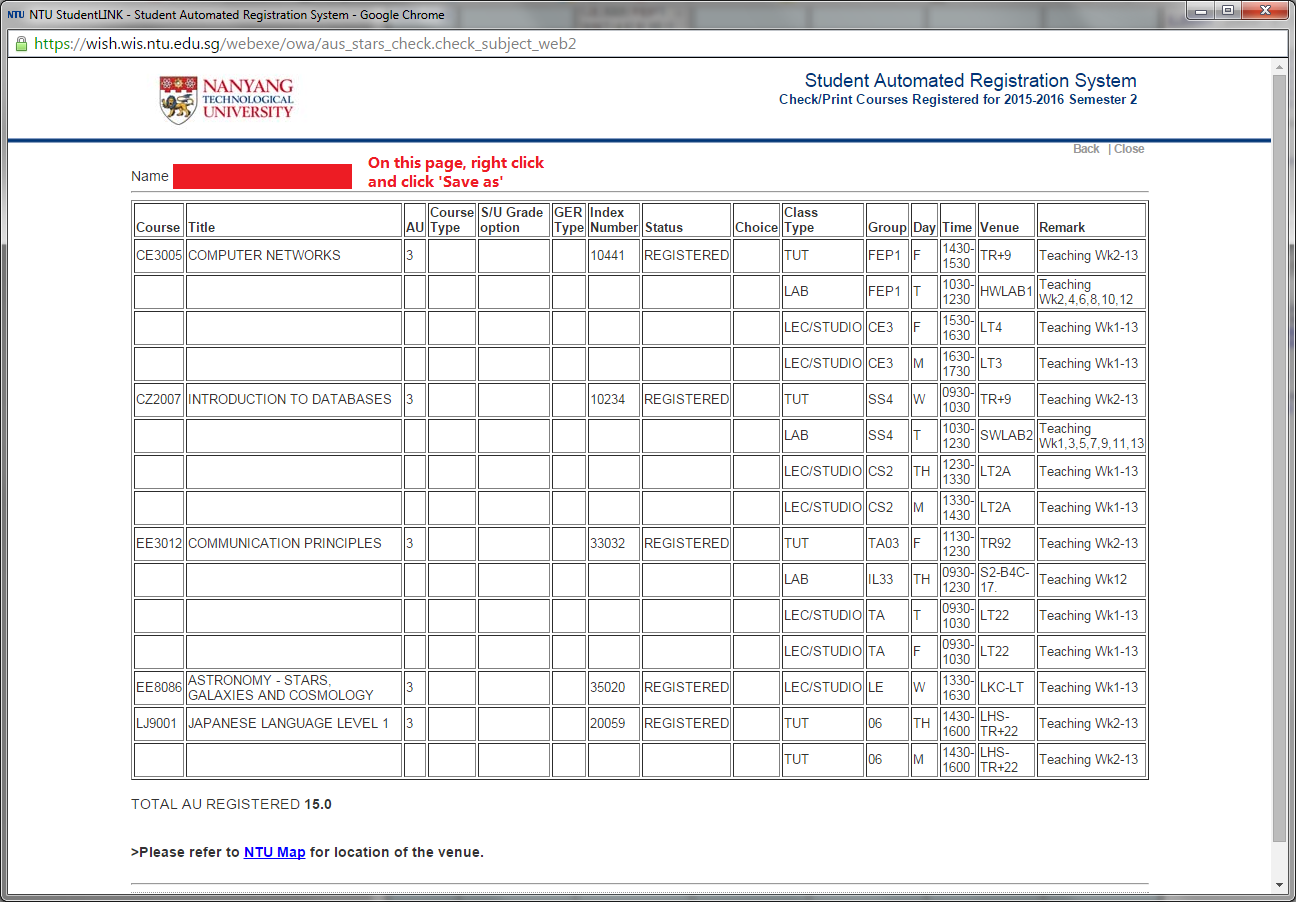 NTU NTU StudentLINK - Student Automated Registration System - Google Chrome
https://wish.wis.ntu.edu.sg/webexe/owa/aus_stars_check.check_subject_web2
NANYANG
TECHNOLOGICAL
UNIVERSITY
Student Automated Registration System
Check/Print Courses Registered for 2015-2016 Semester 2
Back | Close
Name
On this page, right click
and click 'Save as'
Course Title AU Course Type S/U Grade option GER Type Index Number Status Choice Class Type Group Day Time Venue Remark
CE3005 COMPUTER NETWORKS 3 10441 REGISTERED TUT FEP1 F 1430-1530 TR+9 Teaching Wk2-13
LAB FEP1 T 1030-1230 HWLAB1 Teaching Wk2,4,6,8,10,12
LEC/STUDIO CE3 F 1530-1630 LT4 Teaching Wk1-13
LEC/STUDIO CE3 M 1630-1730 LT3 Teaching Wk1-13
CZ2007 INTRODUCTION TO DATABASES 3 10234 REGISTERED TUT SS4 W 0930-1030 TR+9 Teaching Wk2-13
LAB SS4 T 1030-1230 SWLAB2 Teaching Wk1,3,5,7,9,11,13
LEC/STUDIO CS2 TH 1230-1330 LT2A Teaching Wk1-13
LEC/STUDIO CS2 M 1330-1430 LT2A Teaching Wk1-13
EE3012 COMMUNICATION PRINCIPLES 3 33032 REGISTERED TUT TA03 F 1130-1230 TR92 Teaching Wk2-13
LAB IL33 TH 0930-1230 S2-B4C-17. Teaching Wk12
LEC/STUDIO TA T 0930-1030 LT22 Teaching Wk1-13
LEC/STUDIO TA F 0930-1030 LT22 Teaching Wk1-13
EE8086 ASTRONOMY - STARS, GALAXIES AND COSMOLOGY 3 35020 REGISTERED LEC/STUDIO LE W 1330-1630 LKC-LT Teaching Wk1-13
LJ9001 JAPANESE LANGUAGE LEVEL 1 3 20059 REGISTERED TUT 06 TH 1430-1600 LHS-TR+22 Teaching Wk2-13
TUT 06 M 1430-1600 LHS-TR+22 Teaching Wk2-13
TOTAL AU REGISTERED 15.0
>Please refer to NTU Map for location of the venue.